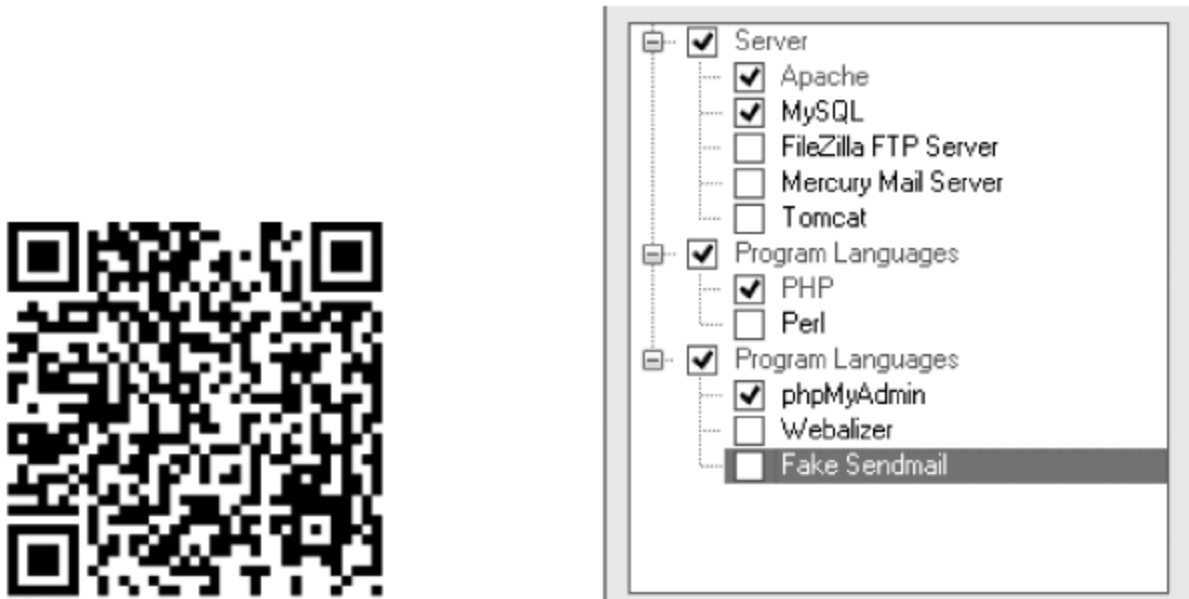 Server
Apache
MySQL
FileZilla FTP Server
Mercury Mail Server
Tomcat
Program Languages
PHP
Perl
Program Languages
phpMyAdmin
Webalizer
Fake Sendmail